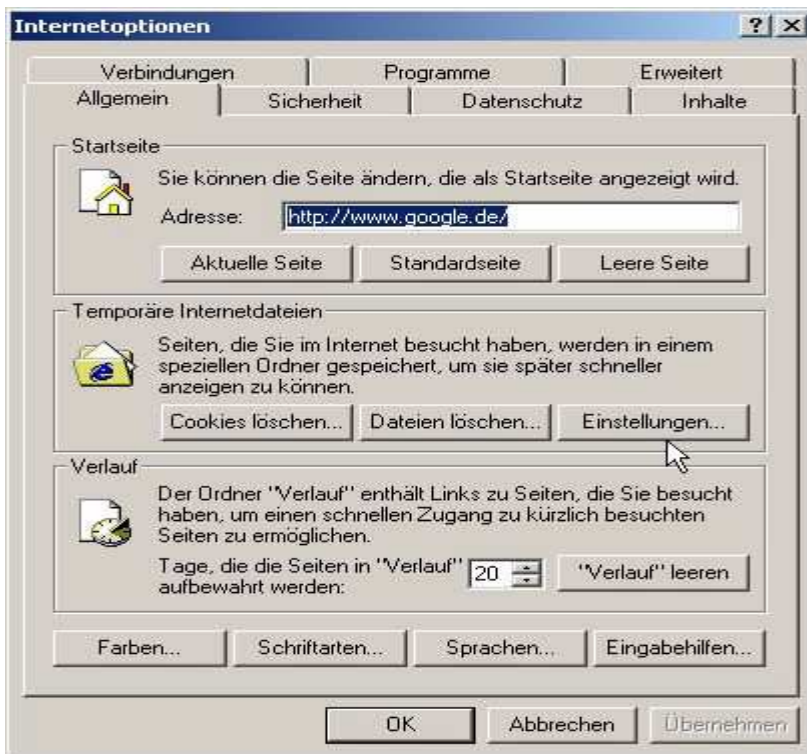 Internetoptionen
Verbindungen
Programme
Erweitert
Allgemein
Sicherheit
Datenschutz
Inhalte
Startseite
Sie können die Seite ändern, die als Startseite angezeigt wird.
Adresse: http://www.google.de/
Aktuelle Seite
Standardseite
Leere Seite
Temporäre Internetdateien
Seiten, die Sie im Internet besucht haben, werden in einem
speziellen Ordner gespeichert, um sie später schneller
anzeigen zu können.
Cookies löschen...
Dateien löschen...
Einstellungen...
Verlauf
Der Ordner "Verlauf" enthält Links zu Seiten, die Sie besucht
haben, um einen schnellen Zugang zu kürzlich besuchten
Seiten zu ermöglichen.
Tage, die die Seiten in "Verlauf"
aufbewahrt werden:
20
"Verlauf" leeren
Farben...
Schriftarten...
Sprachen...
Eingabehilfen...
OK
Abbrechen
Übernehmen